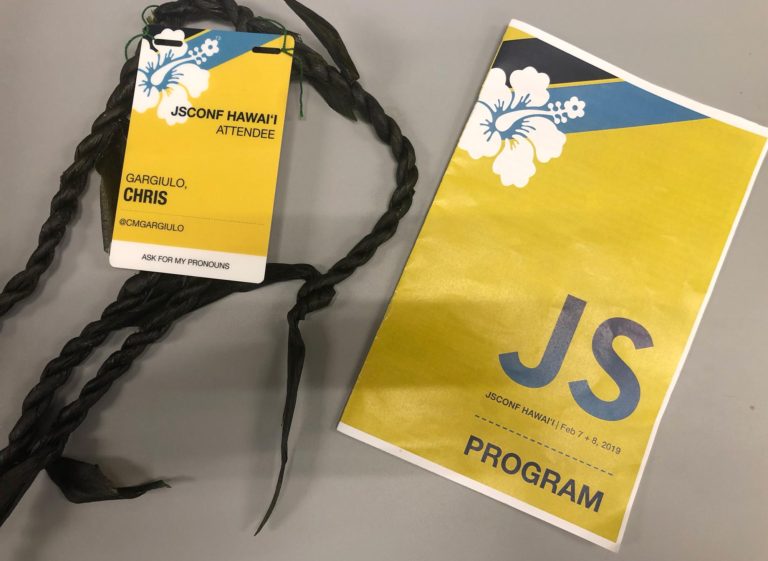 JSCONF HAWAI'I
ATTENDEE
GARGIULO,
CHRIS
@CMGARGIULO
ASK FOR MY PRONOUNS
JS
JSCONF HAWAI'I | Feb 7 + 8, 2019
PROGRAM